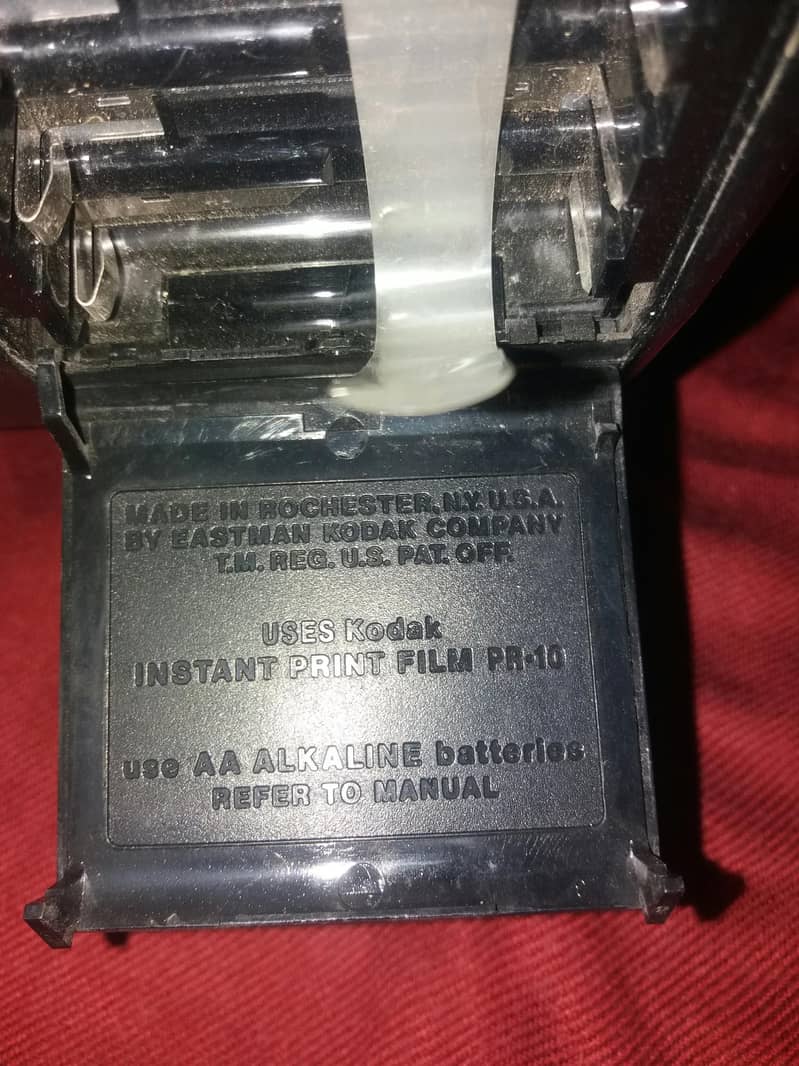 MADE IN ROCHESTER, N.Y. U.S.A.
BY EASTMAN KODAK COMPANY
T.M. REG. U.S. PAT. OFF.
USES Kodak
INSTANT PRINT FILM PR-10
use AA ALKALINE batteries
REFER TO MANUAL